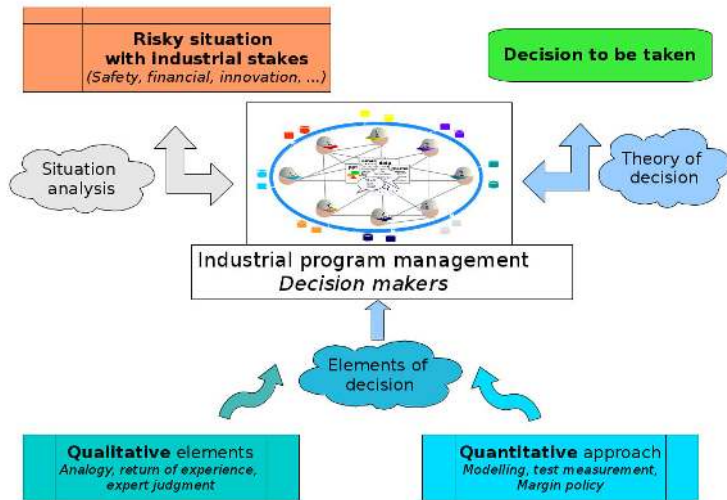 Risky situation
with industrial stakes
(Safety, financial, innovation, ...)
Decision to be taken
Situation
analysis
Theory of
decision
Industrial program management
Decision makers
Elements of
decision
Qualitative elements
Analogy, return of experience,
expert judgment
Quantitative approach
Modelling, test measurement,
Margin policy